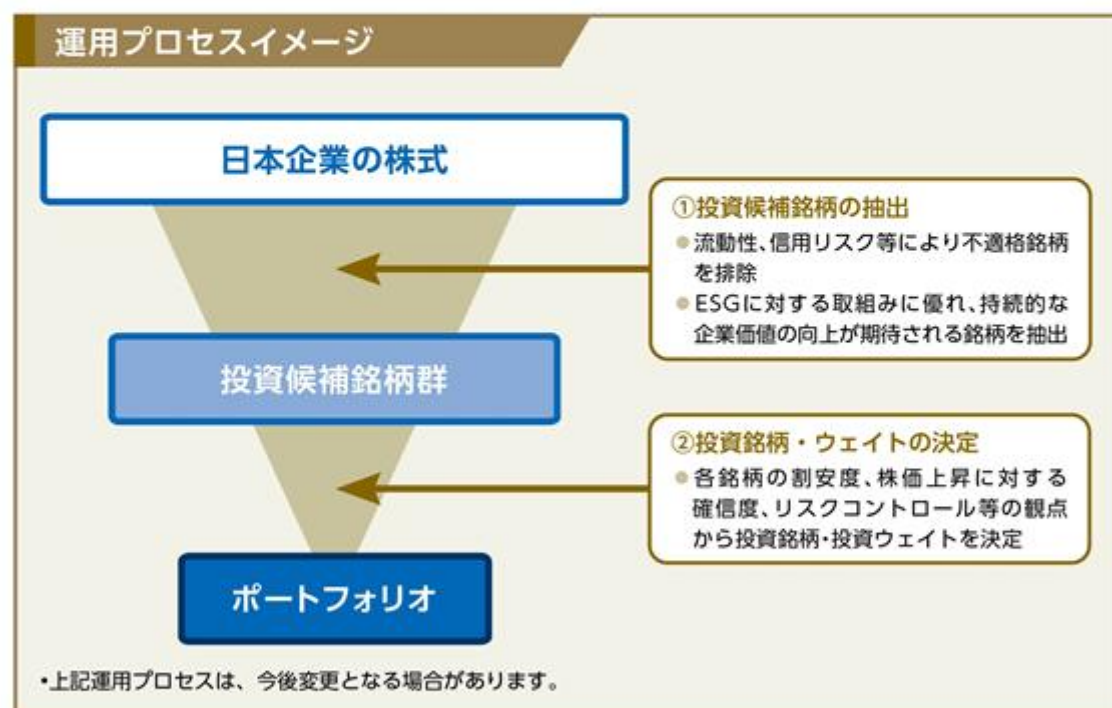 運用プロセスイメージ
日本企業の株式
①投資候補銘柄の抽出
●流動性、信用リスク等により不適格銘柄
を排除
●ESGに対する取組みに優れ、持続的な
企業価値の向上が期待される銘柄を抽出
投資候補銘柄群
②投資銘柄・ウェイトの決定
●各銘柄の割安度、株価上昇に対する
確信度、リスクコントロール等の観点
から投資銘柄・投資ウェイトを決定
ポートフォリオ
•上記運用プロセスは、今後変更となる場合があります。